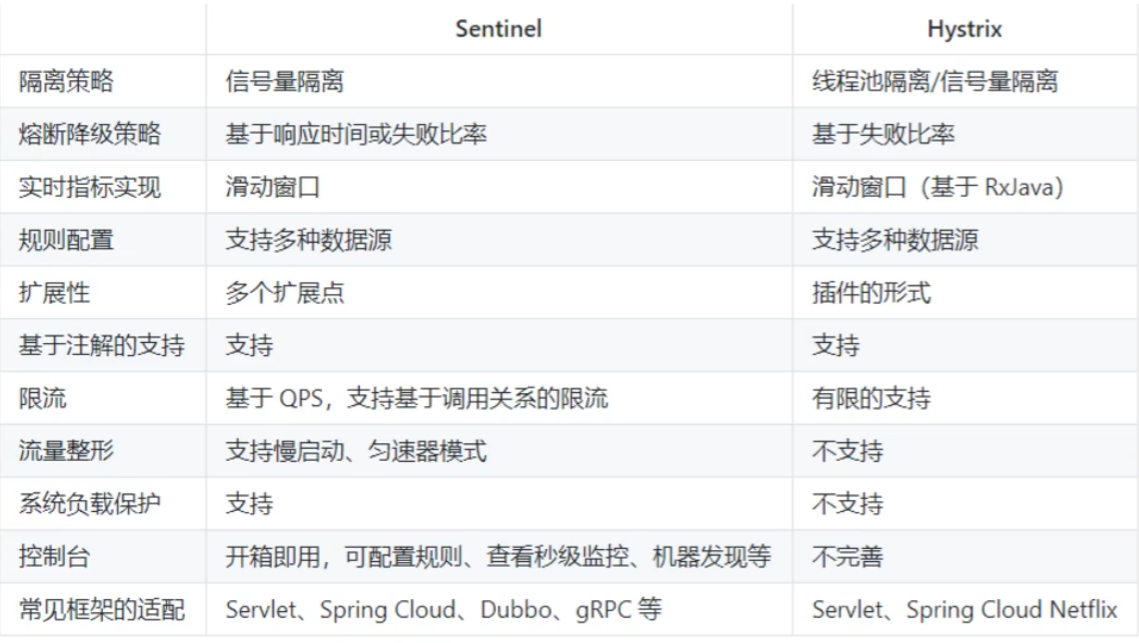 Sentinel Hystrix
隔离策略 信号量隔离 线程池隔离/信号量隔离
熔断降级策略 基于响应时间或失败比率 基于失败比率
实时指标实现 滑动窗口 滑动窗口（基于 RxJava）
规则配置 支持多种数据源 支持多种数据源
扩展性 多个扩展点 插件的形式
基于注解的支持 支持 支持
限流 基于 QPS，支持基于调用关系的限流 有限的支持
流量整形 支持慢启动、匀速器模式 不支持
系统负载保护 支持 不支持
控制台 开箱即用，可配置规则、查看秒级监控、机器发现等 不完善
常见框架的适配 Servlet、Spring Cloud、Dubbo、gRPC 等 Servlet、Spring Cloud Netflix